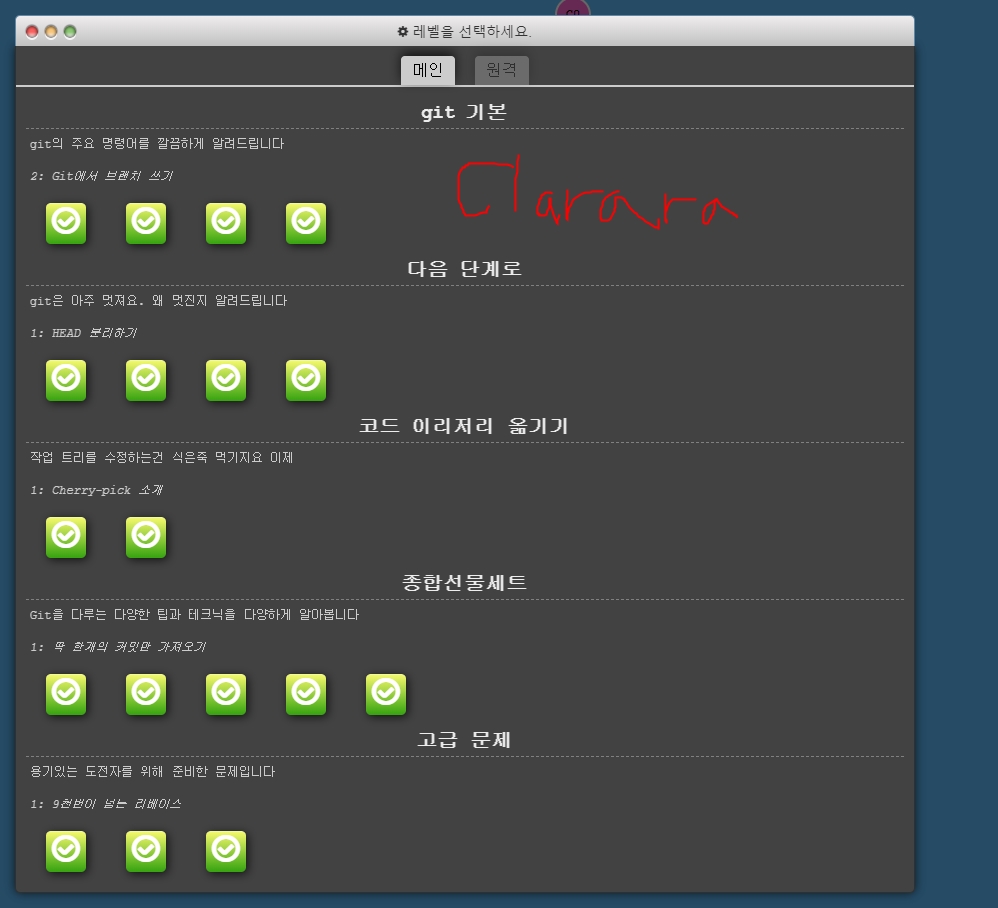 C0
레벨을 선택하세요.
메인 원격
git 기본
git의 주요 명령어를 깔끔하게 알려드립니다
2: Git에서 브랜치 쓰기
Clarara
다음 단계로
git은 아주 멋져요. 왜 멋진지 알려드립니다
1: HEAD 분리하기
코드 이리저리 옮기기
작업 트리를 수정하는건 식은죽 먹기지요 이제
1: Cherry-pick 소개
종합선물세트
Git을 다루는 다양한 팁과 테크닉을 다양하게 알아봅니다
1: 딱 한개의 커밋만 가져오기
고급 문제
용기있는 도전자를 위해 준비한 문제입니다
1: 9천번이 넘는 리베이스